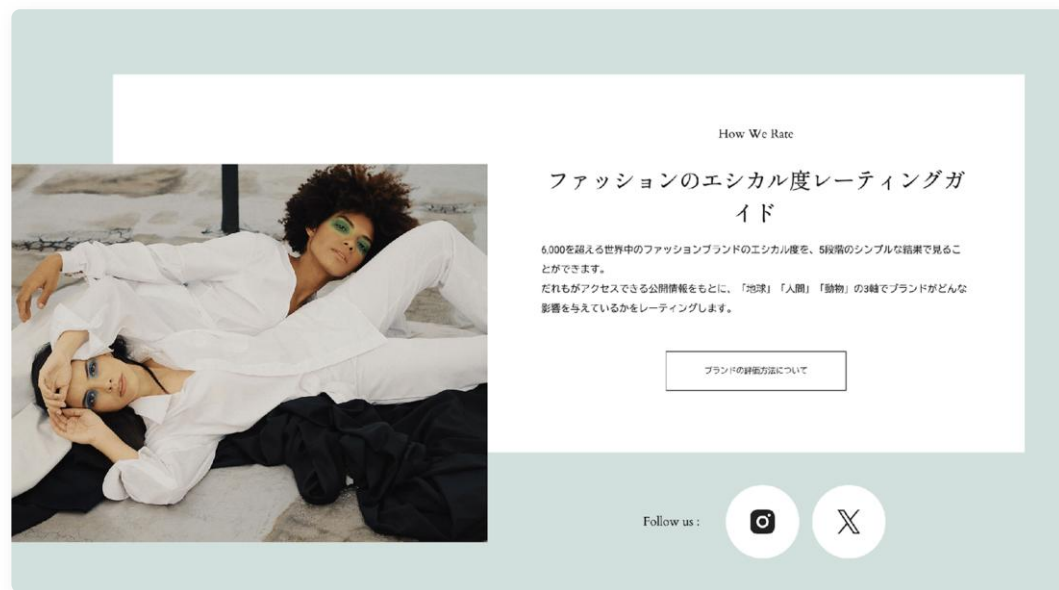 How We Rate
ファッションのエシカル度レーティングガ
イド
6,000を超える世界中のファッションブランドのエシカル度を、5段階のシンプルな結果で見るこ
とができます。
だれもがアクセスできる公開情報をもとに、「地球」「人間」「動物」の3軸でブランドがどんな
影響を与えているかをレーティングします。
ブランドの評価方法について
Follow us :